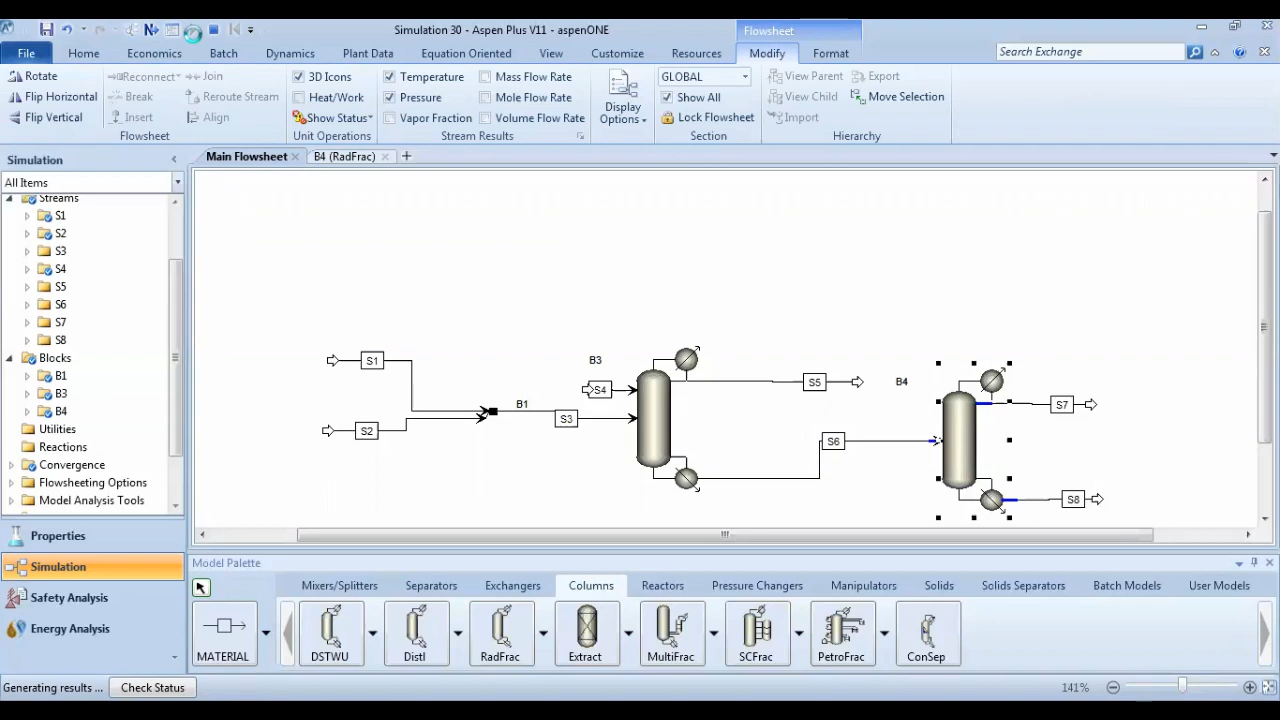 Simulation 30 - Aspen Plus V11 - aspenONE
Flowsheet
File Home Economics Batch Dynamics Plant Data Equation Oriented View Customize Resources Modify Format Search Exchange
Rotate Reconnect Join 3D Icons Temperature Mass Flow Rate GLOBAL View Parent Export
Flip Horizontal Break Reroute Stream Heat/Work Pressure Mole Flow Rate Show All View Child Move Selection
Flip Vertical Insert Align Show Status Vapor Fraction Volume Flow Rate Display Options Lock Flowsheet Import
Flowsheet Unit Operations Stream Results Section Hierarchy
Simulation
Main Flowsheet B4 (RadFrac)
All Items
Streams
S1
S2
S3
S4
S5
S6
S7
S8
Blocks
B1
B3
B4
Utilities
Reactions
Convergence
Flowsheeting Options
Model Analysis Tools
Properties
Simulation
Safety Analysis
Energy Analysis
S1
B3
S4
S5
B4
S7
B1
S3
S2
S6
S8
Model Palette
Mixers/Splitters Separators Exchangers Columns Reactors Pressure Changers Manipulators Solids Solids Separators Batch Models User Models
MATERIAL DSTWU Distl RadFrac Extract MultiFrac SCFrac PetroFrac ConSep
Generating results ... Check Status 141%